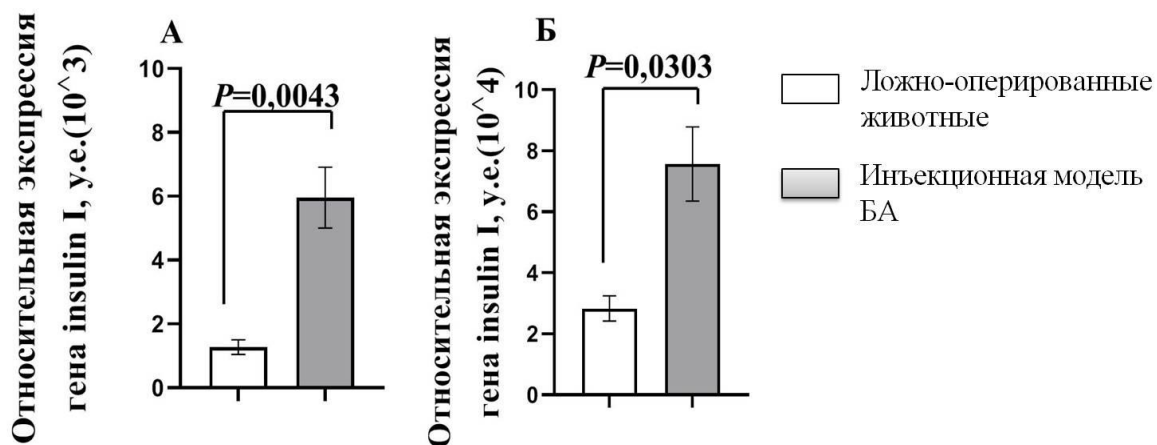 А
Относительная экспрессия
гена insulin I, у.е.(10^3)
10
8
6
4
2
0
P=0,0043
Б
Относительная экспрессия
гена insulin I, у.е.(10^4)
10
8
6
4
2
0
P=0,0303
Ложно-оперированные
животные
Инъекционная модель
БА